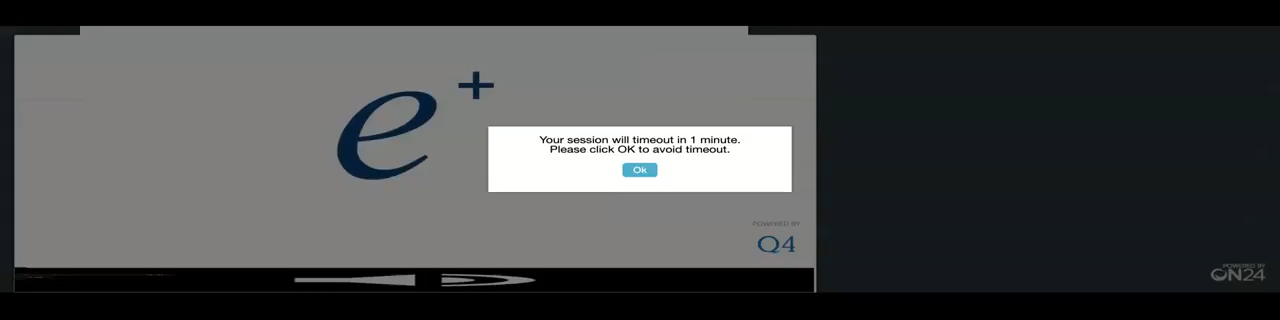 e+
Your session will timeout in 1 minute.
Please click OK to avoid timeout.
Ok
POWERED BY
Q4
POWERED BY
ON24